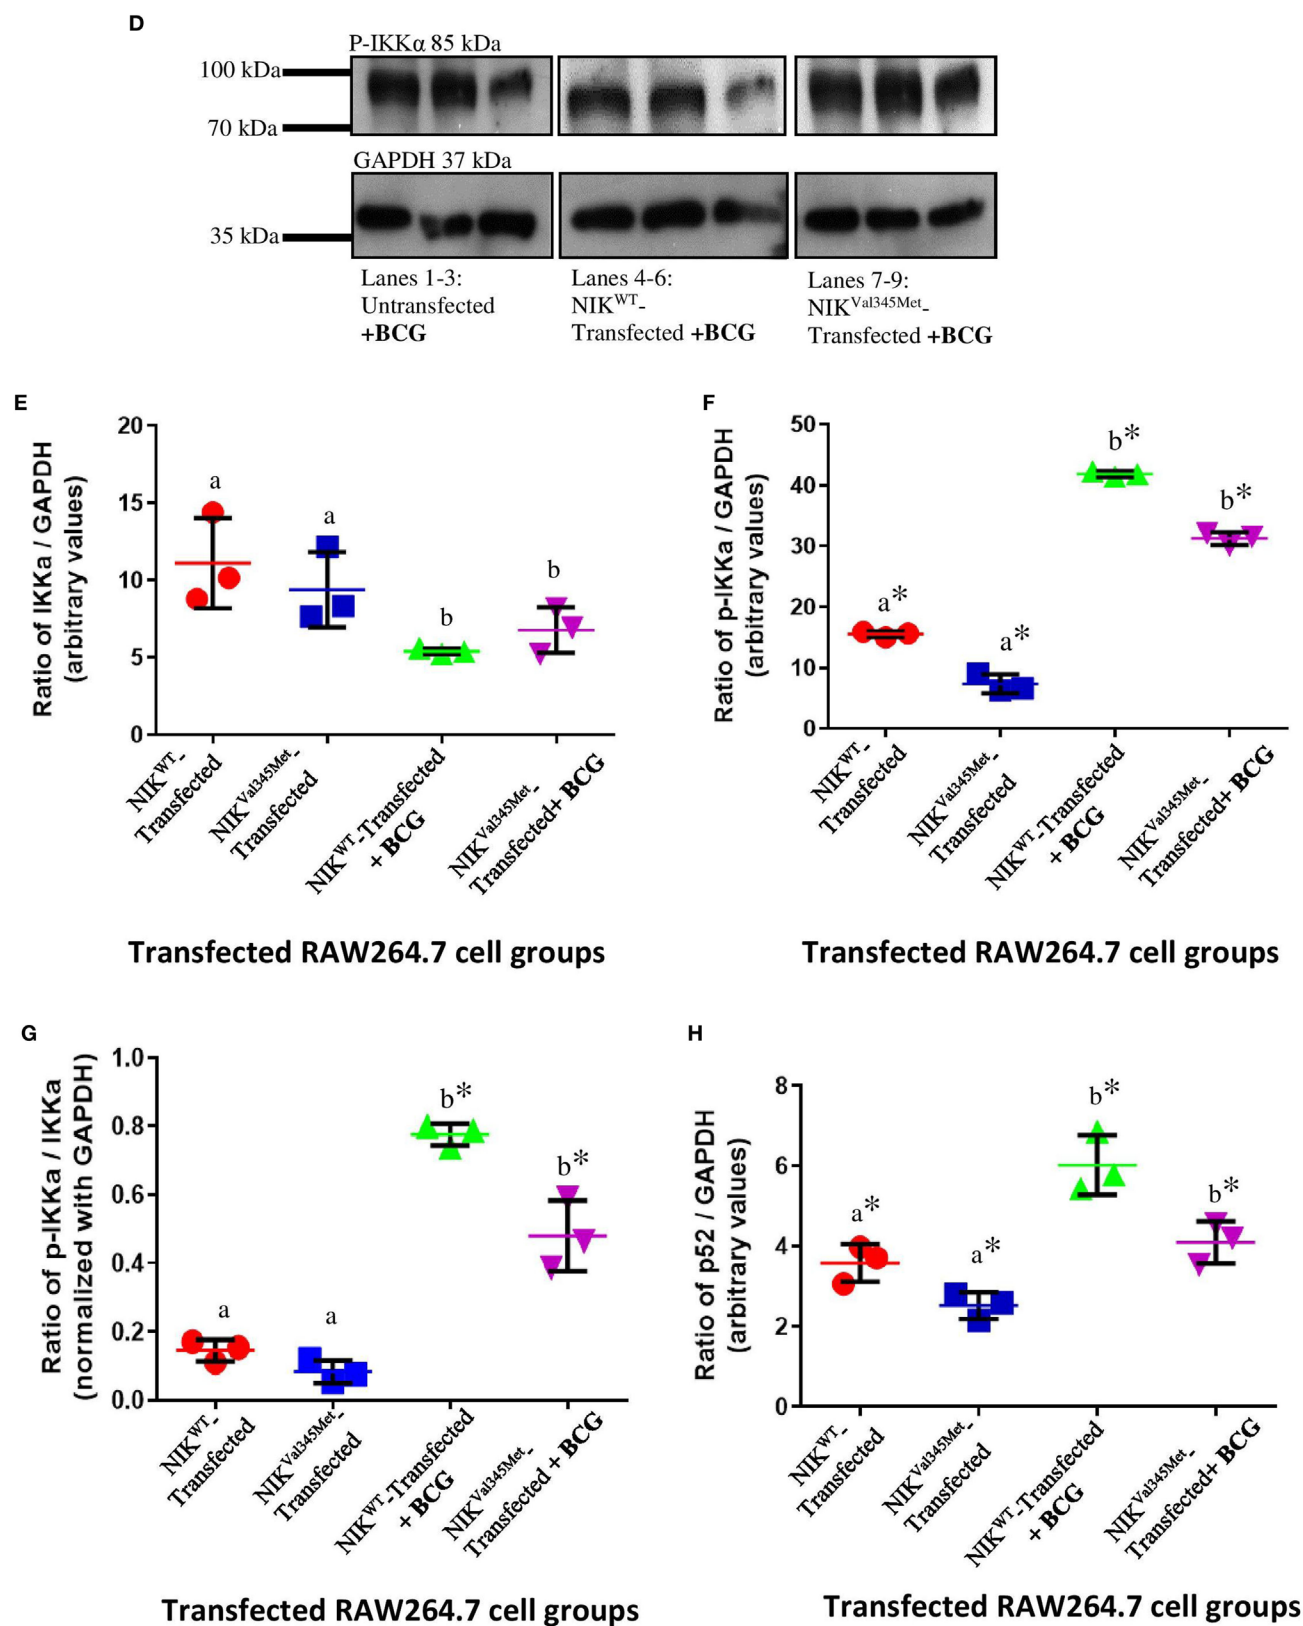 D
P-IKKα 85 kDa
100 kDa
70 kDa
GAPDH 37 kDa
35 kDa
Lanes 1-3:
Untransfected
+BCG
Lanes 4-6:
NIKWT-
Transfected +BCG
Lanes 7-9:
NIKVal345Met-
Transfected +BCG
E
Ratio of IKKa / GAPDH
(arbitrary values)
20
15
10
5
0
a
a
b
b
NIKWT-
Transfected
NIKVal345Met-
Transfected
NIKWT-Transfected
+ BCG
NIKVal345Met-
Transfected+ BCG
Transfected RAW264.7 cell groups
F
Ratio of p-IKKa / GAPDH
(arbitrary values)
50
40
30
20
10
0
a*
a*
b*
b*
NIKWT-
Transfected
NIKVal345Met-
Transfected
NIKWT-Transfected
+ BCG
NIKVal345Met-
Transfected+ BCG
Transfected RAW264.7 cell groups
G
Ratio of p-IKKa / IKKa
(normalized with GAPDH)
1.0
0.8
0.6
0.4
0.2
0.0
a
a
b*
b*
NIKWT-
Transfected
NIKVal345Met-
Transfected
NIKWT-Transfected
+ BCG
NIKVal345Met-
Transfected + BCG
Transfected RAW264.7 cell groups
H
Ratio of p52 / GAPDH
(arbitrary values)
8
6
4
2
0
a*
a*
b*
b*
NIKWT-
Transfected
NIKVal345Met-
Transfected
NIKWT-Transfected
+ BCG
NIKVal345Met-
Transfected+ BCG
Transfected RAW264.7 cell groups